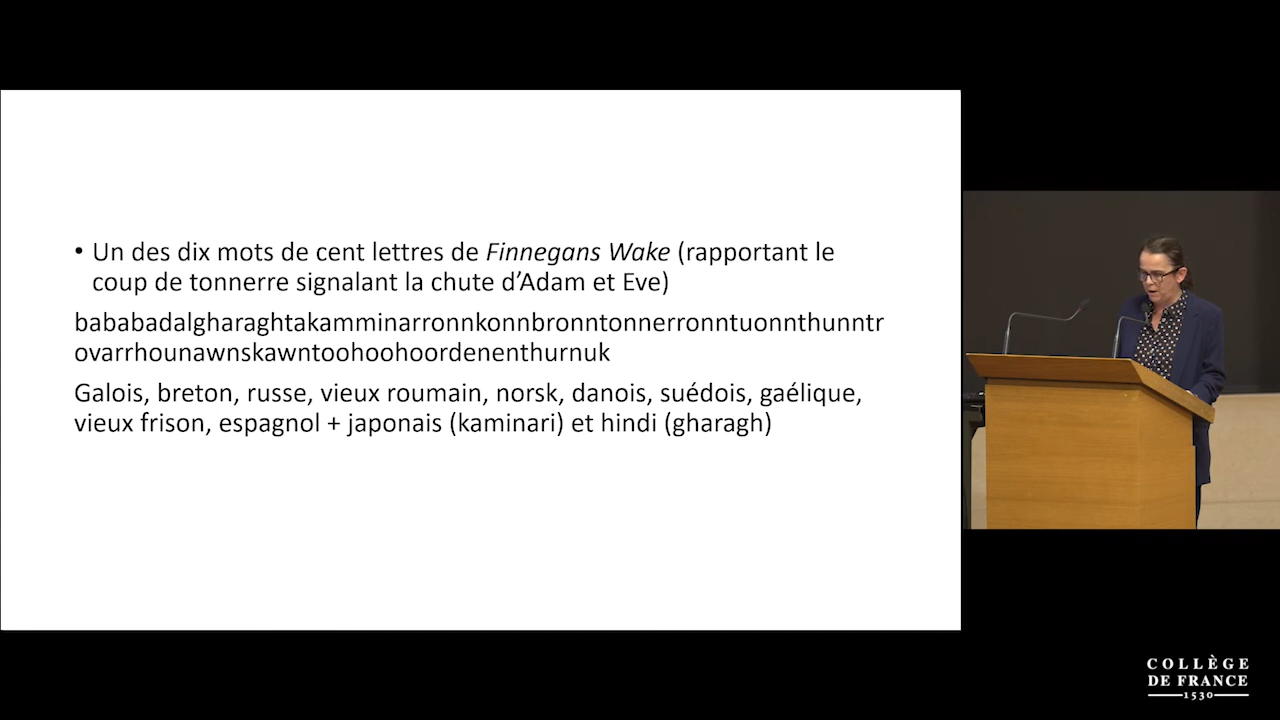 • Un des dix mots de cent lettres de Finnegans Wake (rapportant le
coup de tonnerre signalant la chute d’Adam et Eve)
bababadalgharaghtakamminarronnkonnbronntonnerronntuonnthunntr
ovarrhounawnskawntoohoohoordenenthurnuk
Galois, breton, russe, vieux roumain, norsk, danois, suédois, gaélique,
vieux frison, espagnol + japonais (kaminari) et hindi (gharagh)
COLLÈGE
DE FRANCE
1530